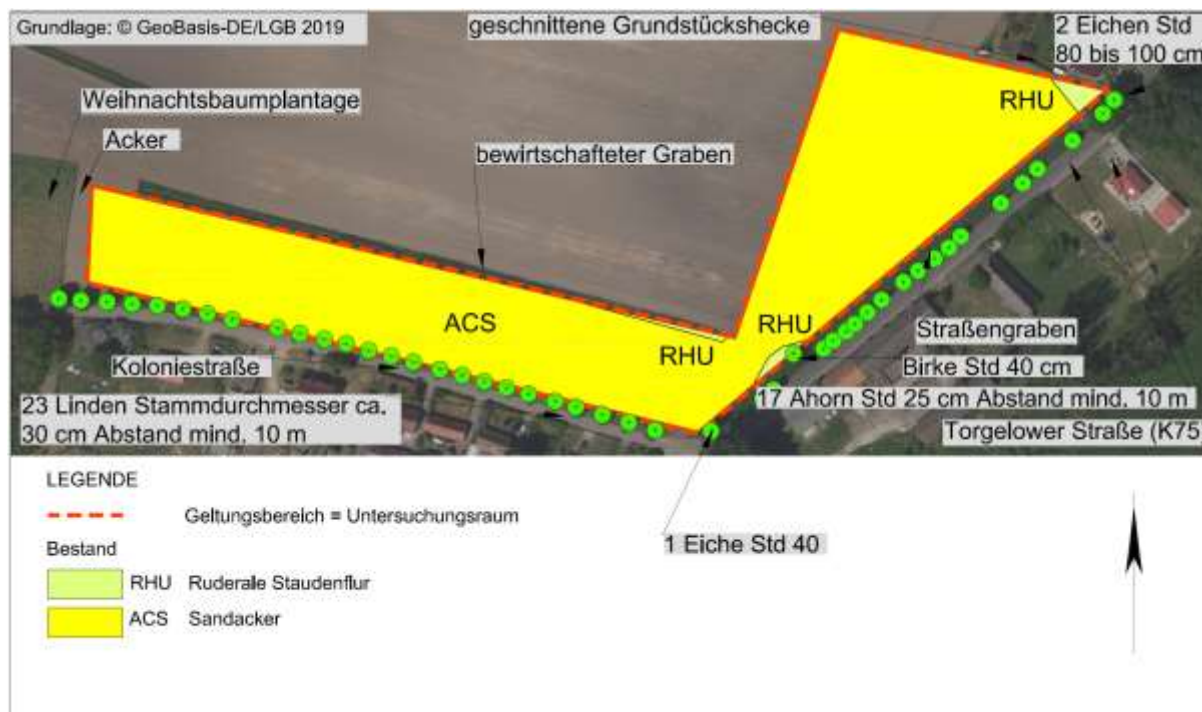 Grundlage: © GeoBasis-DE/LGB 2019
geschnittene Grundstückshecke
2 Eichen Std
80 bis 100 cm
Weihnachtsbaumplantage
RHU
Acker
bewirtschafteter Graben
ACS
RHU
RHU
Straßengraben
Koloniestraße
Birke Std 40 cm
23 Linden Stammdurchmesser ca.
30 cm Abstand mind. 10 m
17 Ahorn Std 25 cm Abstand mind. 10 m
Torgelower Straße (K75
1 Eiche Std 40
LEGENDE
Geltungsbereich = Untersuchungsraum
Bestand
RHU Ruderale Staudenflur
ACS Sandacker